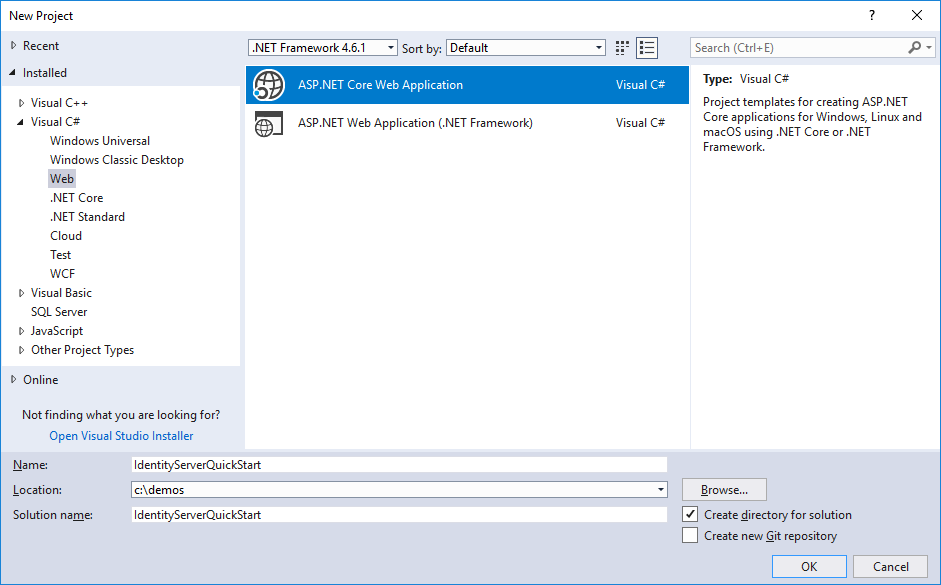 New Project
?
Recent
.NET Framework 4.6.1 Sort by: Default
Search (Ctrl+E)
Installed
Visual C++
Visual C#
Windows Universal
Windows Classic Desktop
Web
.NET Core
.NET Standard
Cloud
Test
WCF
Visual Basic
SQL Server
JavaScript
Other Project Types
Online
Not finding what you are looking for?
Open Visual Studio Installer
ASP.NET Core Web Application Visual C#
ASP.NET Web Application (.NET Framework) Visual C#
Type: Visual C#
Project templates for creating ASP.NET
Core applications for Windows, Linux and
macOS using .NET Core or .NET
Framework.
Name: IdentityServerQuickStart
Location: c:\demos
Browse...
Solution name: IdentityServerQuickStart
Create directory for solution
Create new Git repository
OK Cancel